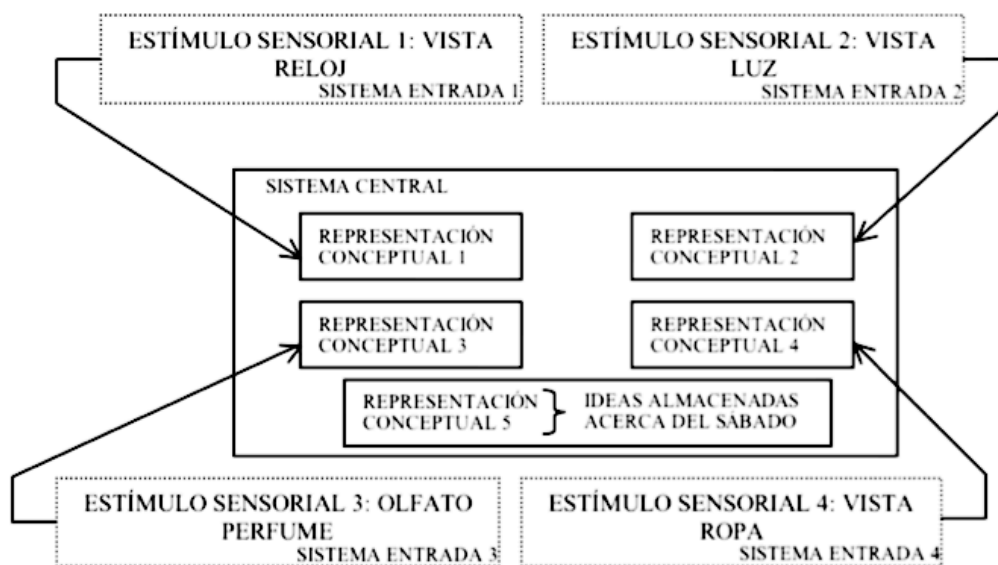 ESTÍMULO SENSORIAL 1: VISTA
RELOJ
SISTEMA ENTRADA 1
ESTÍMULO SENSORIAL 2: VISTA
LUZ
SISTEMA ENTRADA 2
SISTEMA CENTRAL
REPRESENTACIÓN
CONCEPTUAL 1
REPRESENTACIÓN
CONCEPTUAL 2
REPRESENTACIÓN
CONCEPTUAL 3
REPRESENTACIÓN
CONCEPTUAL 4
REPRESENTACIÓN
CONCEPTUAL 5
IDEAS ALMACENADAS
ACERCA DEL SÁBADO
ESTÍMULO SENSORIAL 3: OLFATO
PERFUME
SISTEMA ENTRADA 3
ESTÍMULO SENSORIAL 4: VISTA
ROPA
SISTEMA ENTRADA 4